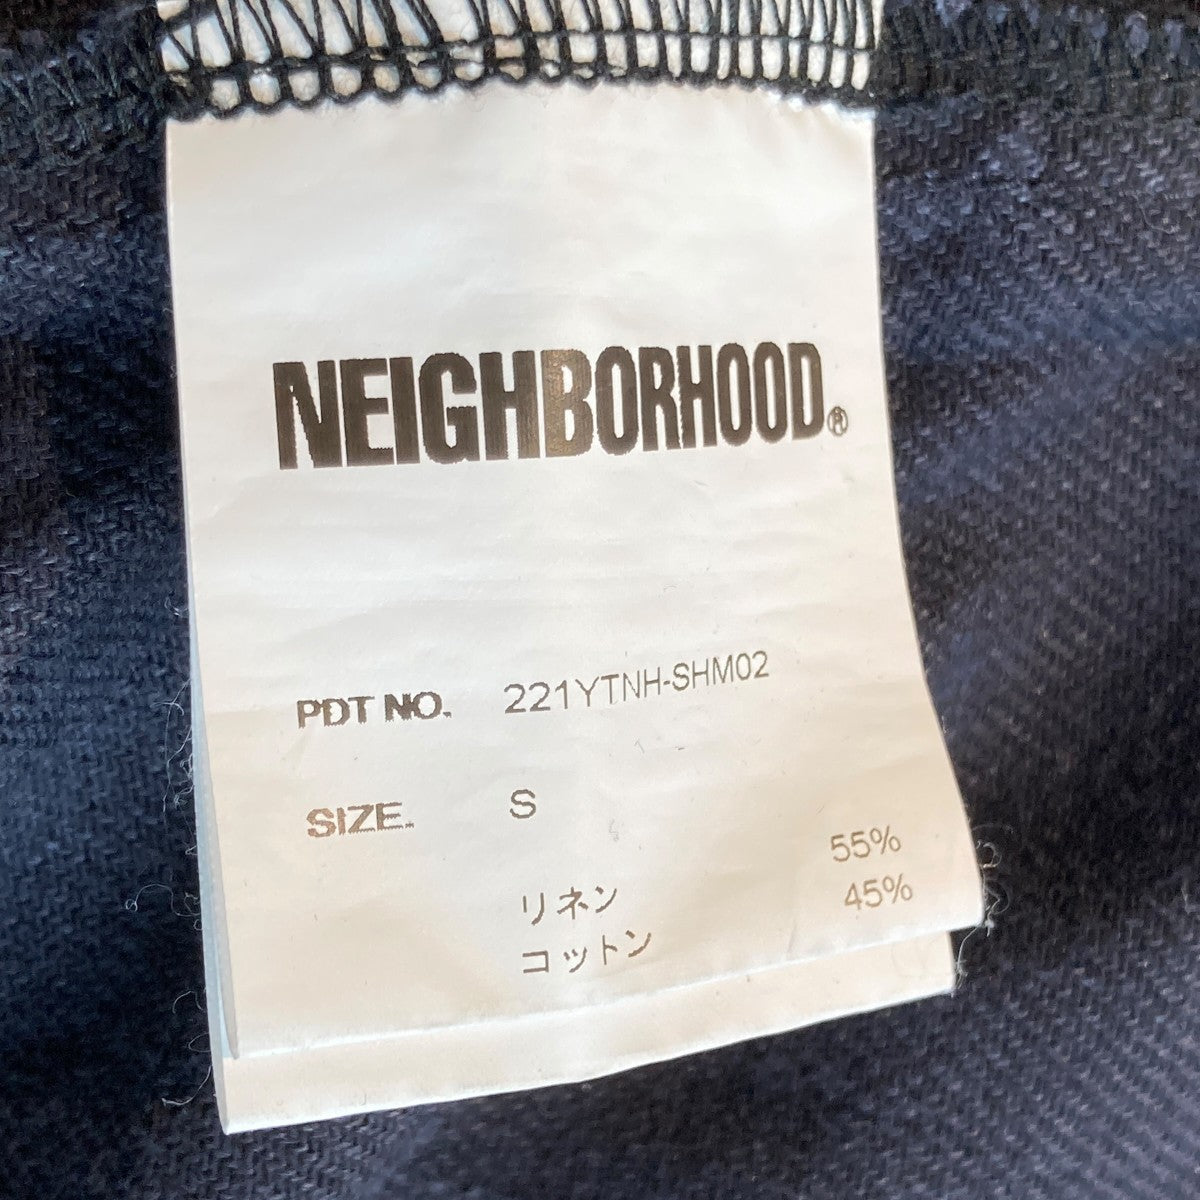 NEIGHBORHOOD®
PDT NO. 221YTNH-SHM02
SIZE. S
リネン 55%
コットン 45%